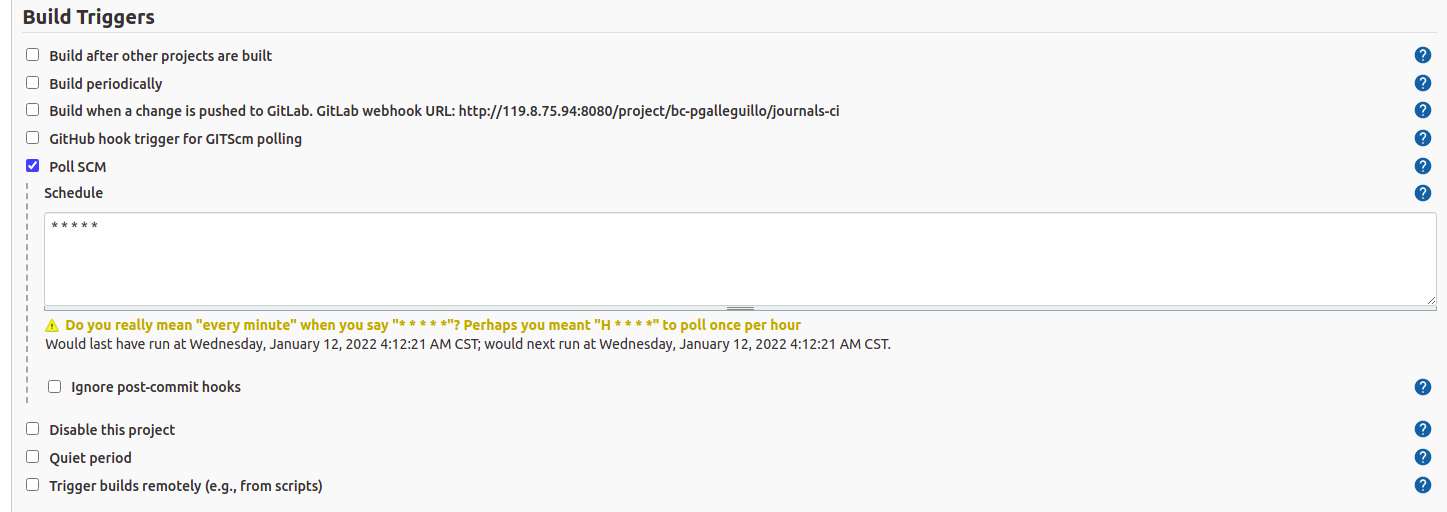 Build Triggers
Build after other projects are built
Build periodically
Build when a change is pushed to GitLab. GitLab webhook URL: http://119.8.75.94:8080/project/bc-pgalleguillo/journals-ci
GitHub hook trigger for GITScm polling
Poll SCM
Schedule
* * * * *
Do you really mean "every minute" when you say "* * * * *"? Perhaps you meant "H * * * *" to poll once per hour
Would last have run at Wednesday, January 12, 2022 4:12:21 AM CST; would next run at Wednesday, January 12, 2022 4:12:21 AM CST.
Ignore post-commit hooks
Disable this project
Quiet period
Trigger builds remotely (e.g., from scripts)